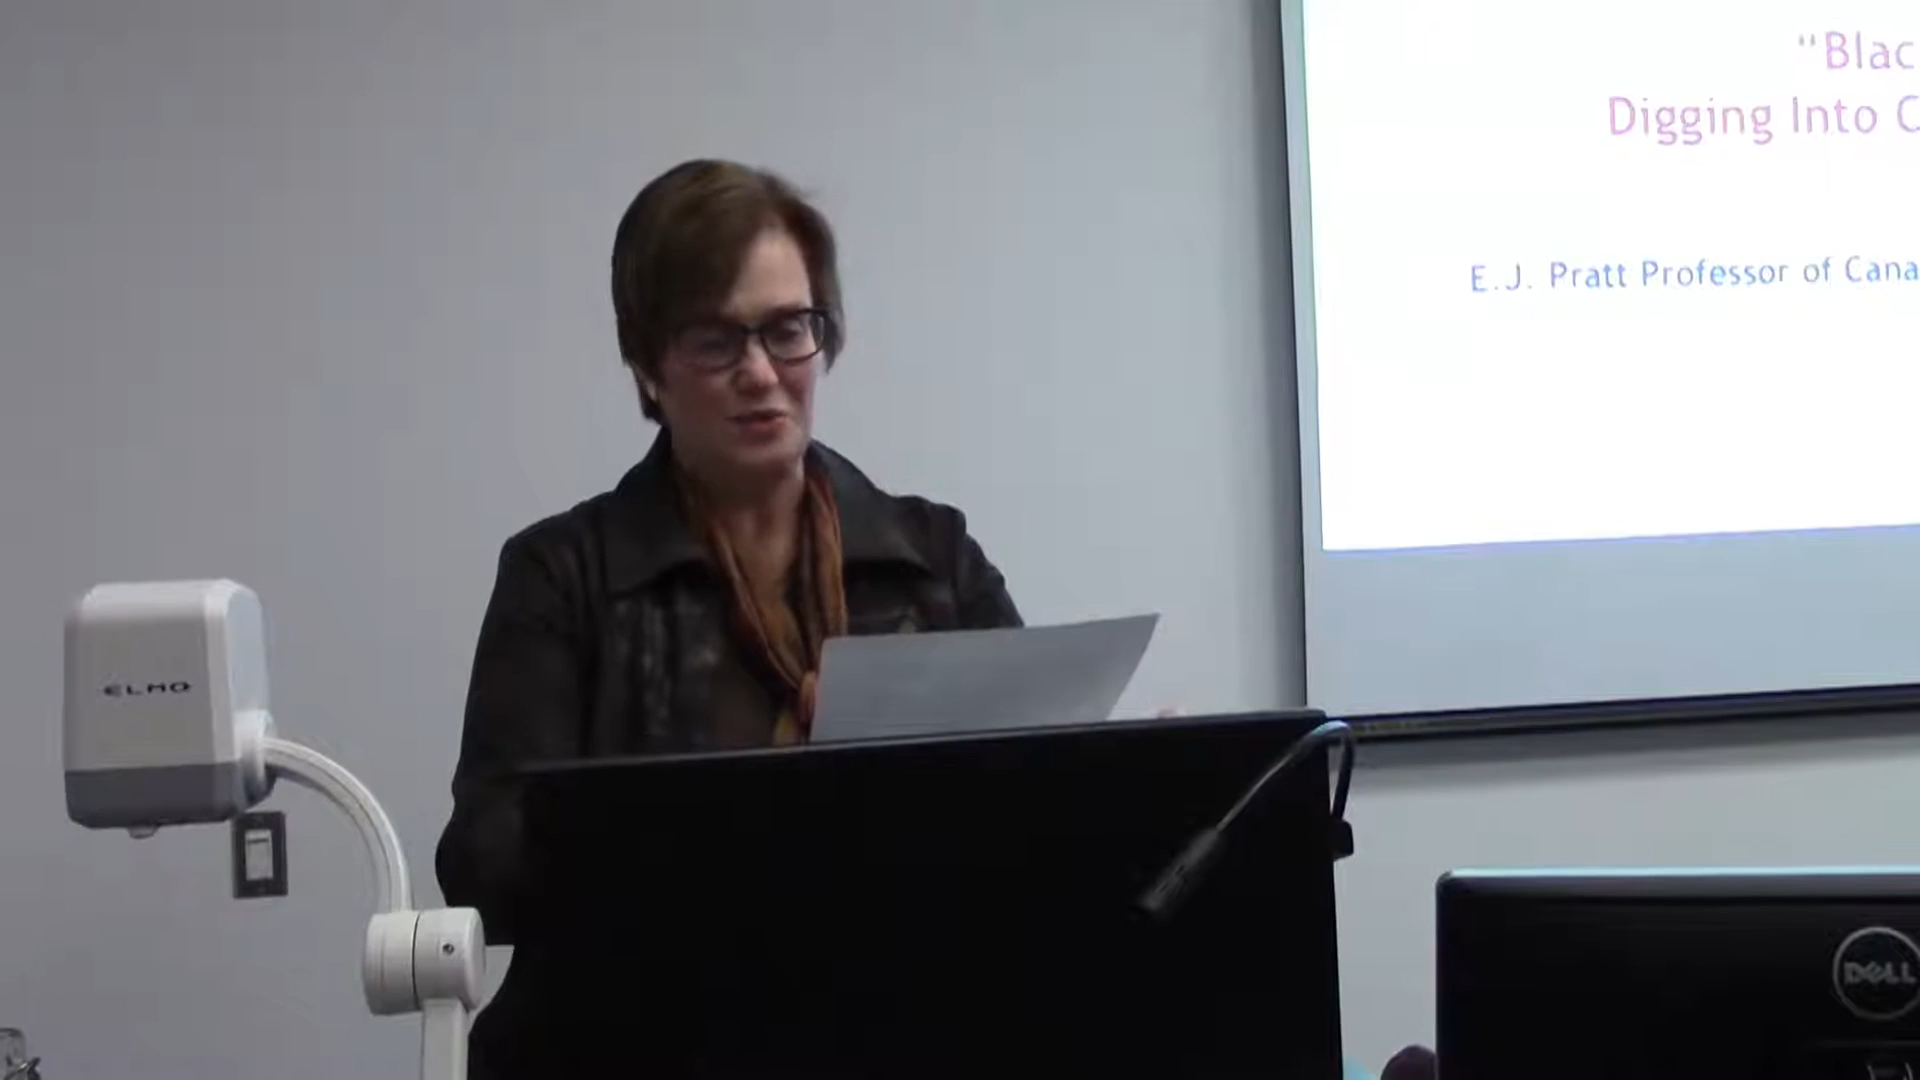 "Blac
Digging Into C
E.J. Pratt Professor of Cana
ELMO
DELL